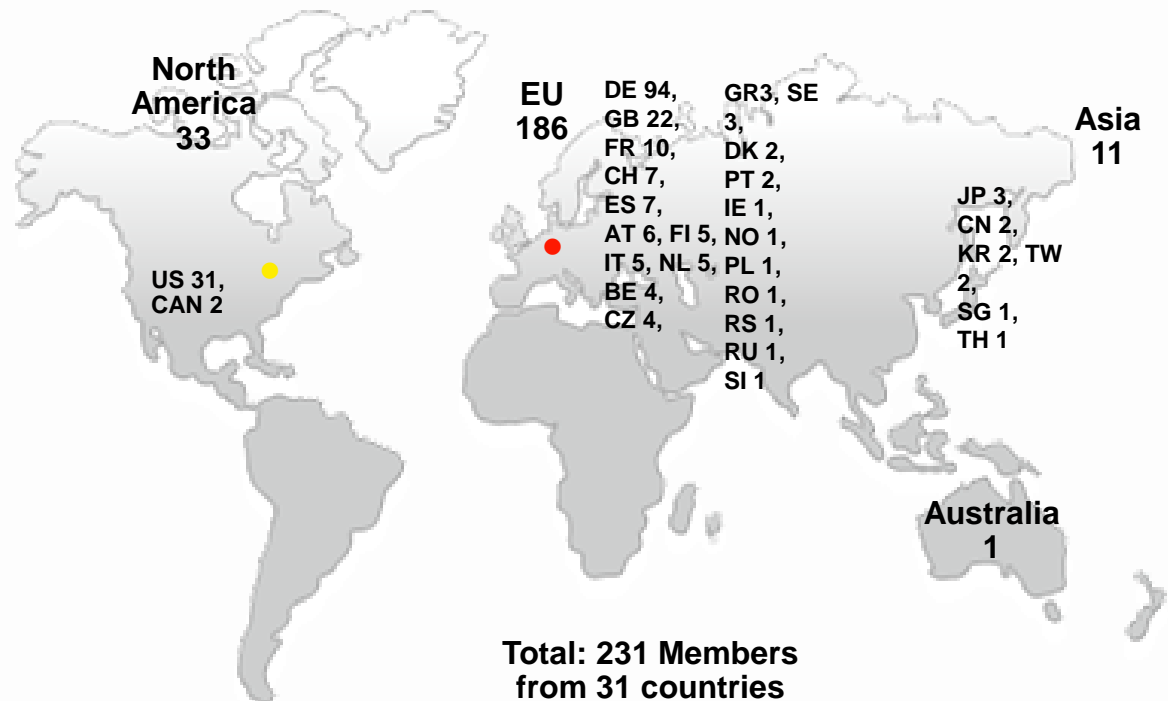 North
America
33
US 31,
CAN 2
EU
186
DE 94,
GB 22,
FR 10,
CH 7,
ES 7,
AT 6, FI 5,
IT 5, NL 5,
BE 4,
CZ 4,
GR3, SE
3,
DK 2,
PT 2,
IE 1,
NO 1,
PL 1,
RO 1,
RS 1,
RU 1,
SI 1
Asia
11
JP 3,
CN 2,
KR 2, TW
2,
SG 1,
TH 1
Australia
1
Total: 231 Members
from 31 countries